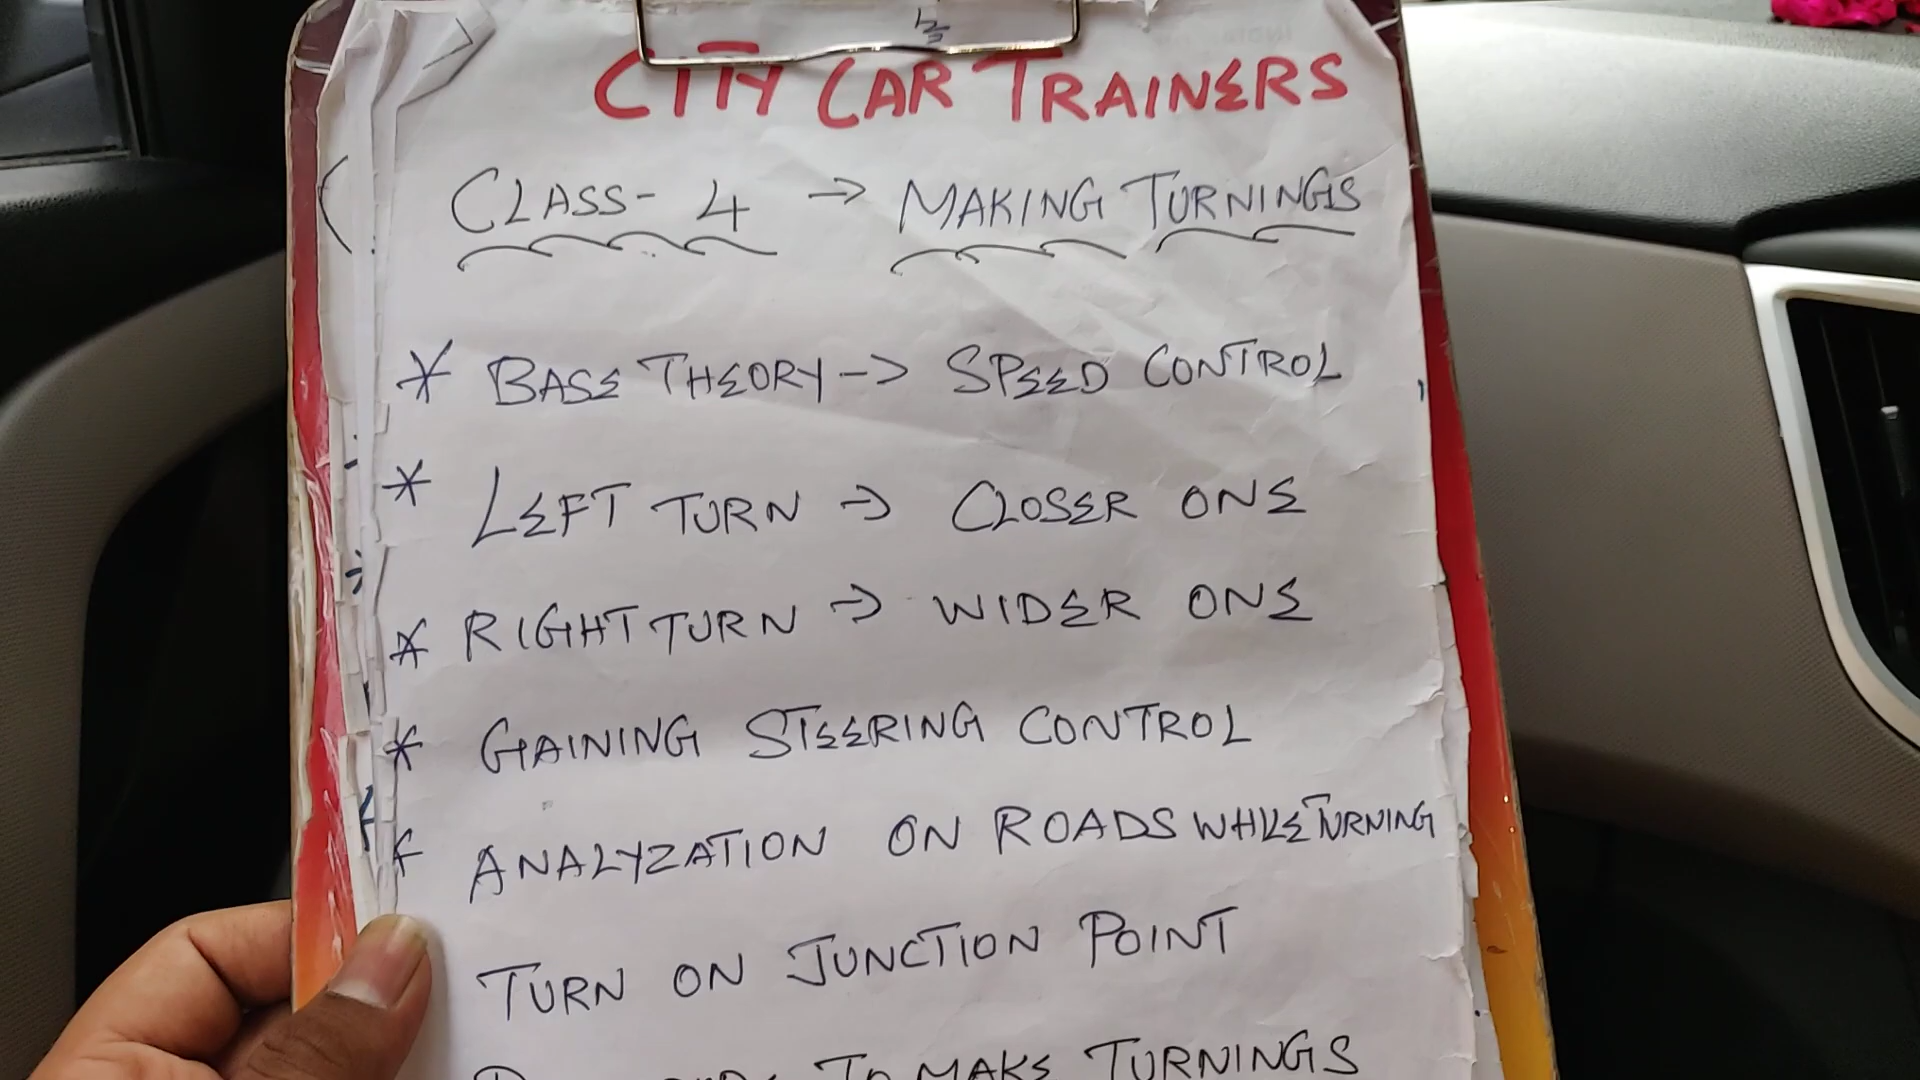 CITY CAR TRAINERS
CLASS- 4 → MAKING TURNINGS
* BASE THEORY -> SPEED CONTROL
* LEFT TURN → CLOSER ONE
* RIGHT TURN → WIDER ONE
* GAINING STEERING CONTROL
* ANALYZATION ON ROADS WHILE TURNING
TURN ON JUNCTION POINT
TO MAKE TURNINGS